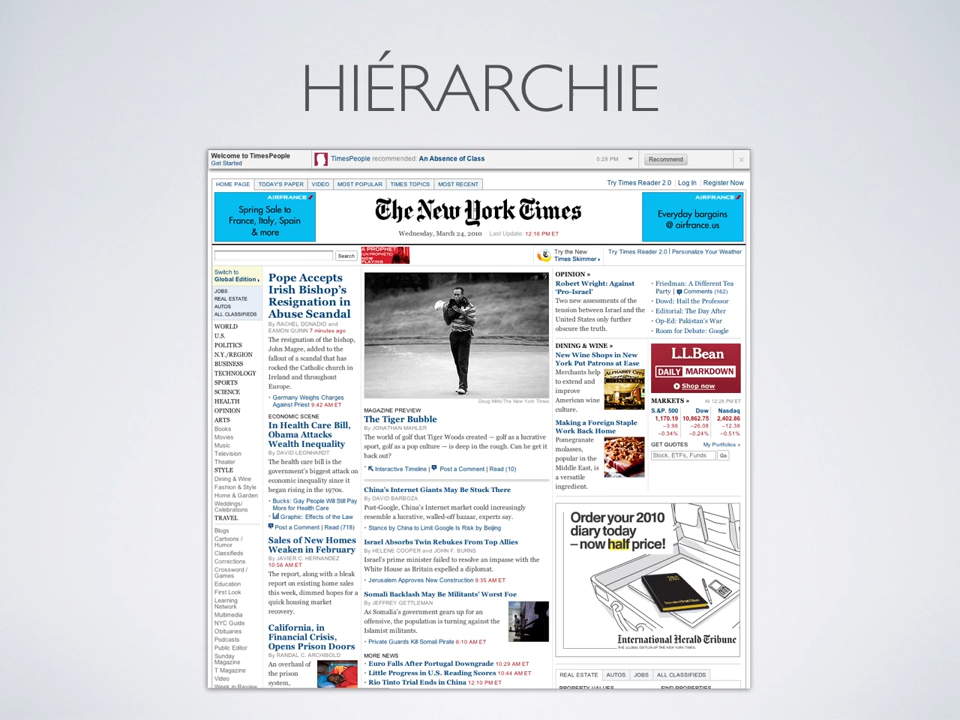 HIÉRARCHIE
Welcome to TimesPeople
Get Started
TimesPeople recommended: An Absence of Class
5:28 PM
Recommend
HOME PAGE
TODAY'S PAPER
VIDEO
MOST POPULAR
TIMES TOPICS
MOST RECENT
Try Times Reader 2.0
Log In
Register Now
AIRFRANCE
Spring Sale to
France, Italy, Spain
& more
The New York Times
Wednesday, March 24, 2010 Last Update: 12:16 PM ET
AIRFRANCE
Everyday bargains
@ airfrance.us
Search
A PROPHET
NOW
PLAYING
Try the New
Times Skimmer
Try Times Reader 2.0 | Personalize Your Weather
Switch to
Global Edition
JOBS
REAL ESTATE
AUTOS
ALL CLASSIFIEDS
WORLD
U.S.
POLITICS
N.Y./REGION
BUSINESS
TECHNOLOGY
SPORTS
SCIENCE
HEALTH
OPINION
ARTS
Books
Movies
Music
Television
Theater
STYLE
Dining & Wine
Fashion & Style
Home & Garden
Weddings/
Celebrations
TRAVEL
Blogs
Cartoons /
Humor
Classifieds
Corrections
Crossword /
Games
Education
First Look
Learning
Network
Multimedia
NYC Guide
Obituaries
Podcasts
Public Editor
Sunday
Magazine
T Magazine
Video
Week in Review
Pope Accepts
Irish Bishop's
Resignation in
Abuse Scandal
By RACHEL DONADIO and
EAMON QUINN 7 minutes ago
The resignation of the bishop,
John Magee, added to the
fallout of a scandal that has
rocked the Catholic church in
Ireland and throughout
Europe.
Germany Weighs Charges
Against Priest 9:42 AM ET
ECONOMIC SCENE
In Health Care Bill,
Obama Attacks
Wealth Inequality
By DAVID LEONHARDT
The health care bill is the
government's biggest attack on
economic inequality since it
began rising in the 1970s.
Bucks: Gay People Will Still Pay
More for Health Care
Graphic: Effects of the Law
Post a Comment | Read (718)
Sales of New Homes
Weaken in February
By JAVIER C. HERNANDEZ
10:56 AM ET
The report, along with a bleak
report on existing home sales
this week, dimmed hopes for a
quick housing market
recovery.
California, in
Financial Crisis,
Opens Prison Doors
By RANDAL C. ARCHIBOLD
An overhaul of
the prison
system,
Doug Mills/The New York Times
MAGAZINE PREVIEW
The Tiger Bubble
By JONATHAN MAHLER
The world of golf that Tiger Woods created — golf as a lucrative
sport, golf as a pop culture — is deep in the rough. Can he get it
back out?
Interactive Timeline | Post a Comment | Read (10)
China's Internet Giants May Be Stuck There
By DAVID BARBOZA
Post-Google, China's Internet market could increasingly
resemble a lucrative, walled-off bazaar, experts say.
Stance by China to Limit Google Is Risk by Beijing
Israel Absorbs Twin Rebukes From Top Allies
By HELENE COOPER and JOHN F. BURNS
Israel's prime minister failed to resolve an impasse with the
White House as Britain expelled a diplomat.
Jerusalem Approves New Construction 9:35 AM ET
Somali Backlash May Be Militants' Worst Foe
By JEFFREY GETTLEMAN
As Somalia's government gears up for an
offensive, the population is turning against the
Islamist militants.
Private Guards Kill Somali Pirate 6:10 AM ET
MORE NEWS
Euro Falls After Portugal Downgrade 10:29 AM ET
Little Progress in U.S. Reading Scores 10:44 AM ET
Rio Tinto Trial Ends in China 12:10 PM ET
OPINION »
Robert Wright: Against
'Pro-Israel'
Two new assessments of the
tension between Israel and the
United States only further
obscure the truth.
Friedman: A Different Tea
Party | Comments (162)
Dowd: Hail the Professor
Editorial: The Day After
Op-Ed: Pakistan's War
Room for Debate: Google
DINING & WINE »
New Wine Shops in New
York Put Patrons at Ease
Merchants help
to extend and
improve
American wine
culture.
ALPHABET CITY
Making a Foreign Staple
Work Back Home
Pomegranate
molasses,
popular in the
Middle East, is
a versatile
ingredient.
L.L.Bean
DAILY MARKDOWN
Shop now
MARKETS » At 12:28 PM ET
S.&P. 500 Dow Nasdaq
1,170.19 10,862.75 2,402.86
–3.98 –26.08 –12.38
–0.34% –0.24% –0.51%
GET QUOTES My Portfolios »
Stock, ETFs, Funds Go
Order your 2010
diary today
– now half price!
International Herald Tribune
THE GLOBAL EDITION OF THE NEW YORK TIMES
REAL ESTATE
AUTOS
JOBS
ALL CLASSIFIEDS
PROPERTY VALUES
FIND PROPERTIES